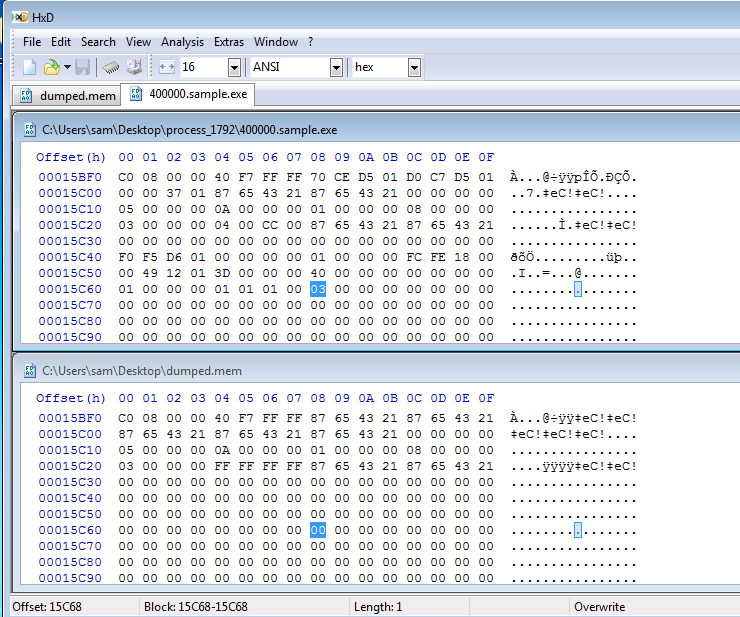 HxD
File Edit Search View Analysis Extras Window ?
16 ANSI hex
dumped.mem 400000.sample.exe
C:\Users\sam\Desktop\process_1792\400000.sample.exe
Offset(h) 00 01 02 03 04 05 06 07 08 09 0A 0B 0C 0D 0E 0F
00015BF0 C0 08 00 00 40 F7 FF FF 70 CE D5 01 D0 C7 D5 01 À...@÷ÿÿpÎÕ.ÐÇÕ.
00015C00 00 00 37 01 87 65 43 21 87 65 43 21 00 00 00 00 ..7.‡eC!‡eC!....
00015C10 05 00 00 00 0A 00 00 00 01 00 00 00 08 00 00 00 ................
00015C20 03 00 00 00 04 00 CC 00 87 65 43 21 87 65 43 21 ......Ì.‡eC!‡eC!
00015C30 00 00 00 00 00 00 00 00 00 00 00 00 00 00 00 00 ................
00015C40 F0 F5 D6 01 00 00 00 00 01 00 00 00 FC FE 18 00 ðõÖ.........üþ..
00015C50 00 49 12 01 3D 00 00 00 40 00 00 00 00 00 00 00 .I..=...@.......
00015C60 01 00 00 00 01 01 01 00 03 00 00 00 00 00 00 00 ................
00015C70 00 00 00 00 00 00 00 00 00 00 00 00 00 00 00 00 ................
00015C80 00 00 00 00 00 00 00 00 00 00 00 00 00 00 00 00 ................
00015C90 00 00 00 00 00 00 00 00 00 00 00 00 00 00 00 00 ................
C:\Users\sam\Desktop\dumped.mem
Offset(h) 00 01 02 03 04 05 06 07 08 09 0A 0B 0C 0D 0E 0F
00015BF0 C0 08 00 00 40 F7 FF FF 87 65 43 21 87 65 43 21 À...@÷ÿÿ‡eC!‡eC!
00015C00 87 65 43 21 87 65 43 21 87 65 43 21 00 00 00 00 ‡eC!‡eC!‡eC!....
00015C10 05 00 00 00 0A 00 00 00 01 00 00 00 08 00 00 00 ................
00015C20 03 00 00 00 FF FF FF FF 87 65 43 21 87 65 43 21 ....ÿÿÿÿ‡eC!‡eC!
00015C30 00 00 00 00 00 00 00 00 00 00 00 00 00 00 00 00 ................
00015C40 00 00 00 00 00 00 00 00 00 00 00 00 00 00 00 00 ................
00015C50 00 00 00 00 00 00 00 00 00 00 00 00 00 00 00 00 ................
00015C60 00 00 00 00 00 00 00 00 00 00 00 00 00 00 00 00 ................
00015C70 00 00 00 00 00 00 00 00 00 00 00 00 00 00 00 00 ................
00015C80 00 00 00 00 00 00 00 00 00 00 00 00 00 00 00 00 ................
00015C90 00 00 00 00 00 00 00 00 00 00 00 00 00 00 00 00 ................
Offset: 15C68 Block: 15C68-15C68 Length: 1 Overwrite